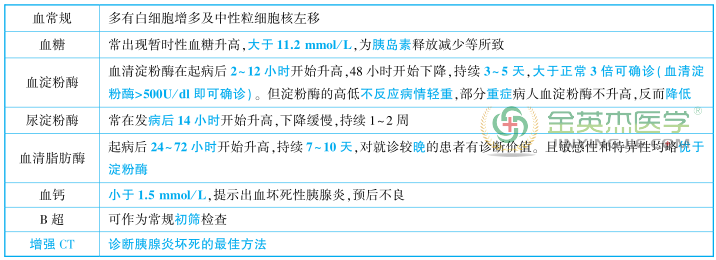 血常规 多有白细胞增多及中性粒细胞核左移
血糖 常出现暂时性血糖升高,大于 11.2 mmol/L,为胰岛素释放减少等所致
血淀粉酶 血清淀粉酶在起病后 2~12 小时开始升高,48 小时开始下降,持续 3~5 天,大于正常 3 倍可确诊(血清淀
粉酶>500U/dl 即可确诊)。但淀粉酶的高低不反应病情轻重,部分重症病人血淀粉酶不升高,反而降低
尿淀粉酶 常在发病后 14 小时开始升高,下降缓慢,持续 1~2 周
血清脂肪酶 起病后 24~72 小时开始升高,持续 7~10 天,对就诊较晚的患者有诊断价值。且敏感性和特异性均略优于
淀粉酶
血钙 小于 1.5 mmol/L,提示出血坏死性胰腺炎,预后不良
B 超 可作为常规初筛检查
增强 CT 诊断胰腺炎坏死的最佳方法
金英杰医学